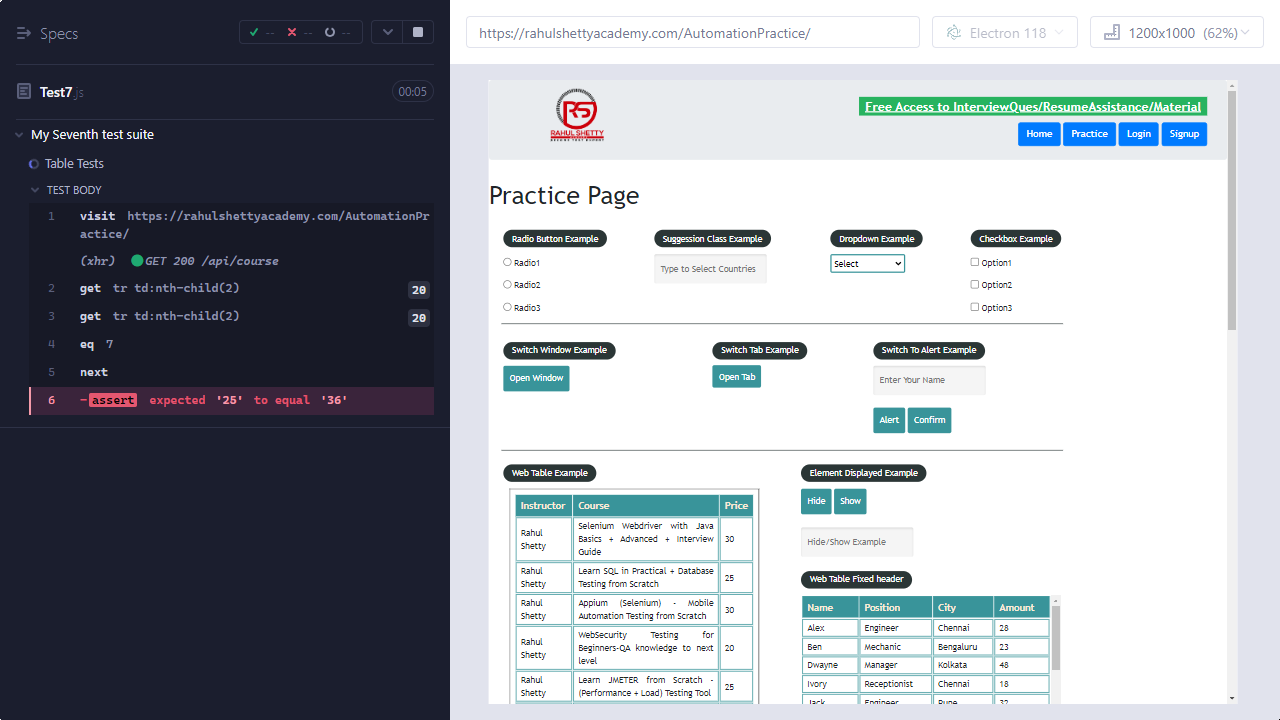 Specs
-- -- --
Test7.js
00:05
My Seventh test suite
Table Tests
TEST BODY
1 visit https://rahulshettyacademy.com/AutomationPr
actice/
(xhr) GET 200 /api/course
2 get tr td:nth-child(2) 20
3 get tr td:nth-child(2) 20
4 eq 7
5 next
6 -assert expected '25' to equal '36'
https://rahulshettyacademy.com/AutomationPractice/
Electron 118
1200x1000 (62%)
RS
RAHUL SHETTY
Free Access to InterviewQues/ResumeAssistance/Material
Home Practice Login Signup
Practice Page
Radio Button Example
Radio1
Radio2
Radio3
Suggession Class Example
Type to Select Countries
Dropdown Example
Select
Checkbox Example
Option1
Option2
Option3
Switch Window Example
Open Window
Switch Tab Example
Open Tab
Switch To Alert Example
Enter Your Name
Alert Confirm
Web Table Example
Instructor Course Price
Rahul
Shetty
Selenium Webdriver with Java
Basics + Advanced + Interview
Guide
30
Rahul
Shetty
Learn SQL in Practical + Database
Testing from Scratch
25
Rahul
Shetty
Appium (Selenium) - Mobile
Automation Testing from Scratch
30
Rahul
Shetty
WebSecurity Testing for
Beginners-QA knowledge to next
level
20
Rahul
Shetty
Learn JMETER from Scratch -
(Performance + Load) Testing Tool
25
Element Displayed Example
Hide Show
Hide/Show Example
Web Table Fixed header
Name Position City Amount
Alex Engineer Chennai 28
Ben Mechanic Bengaluru 23
Dwayne Manager Kolkata 48
Ivory Receptionist Chennai 18
Jack Engineer Pune 32